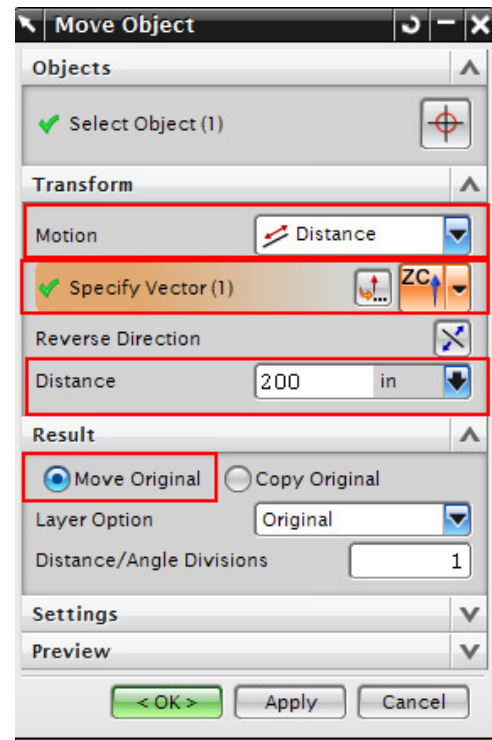 Move Object
Objects
Select Object (1)
Transform
Motion Distance
Specify Vector (1) ZC
Reverse Direction
Distance 200 in
Result
Move Original Copy Original
Layer Option Original
Distance/Angle Divisions 1
Settings
Preview
< OK > Apply Cancel